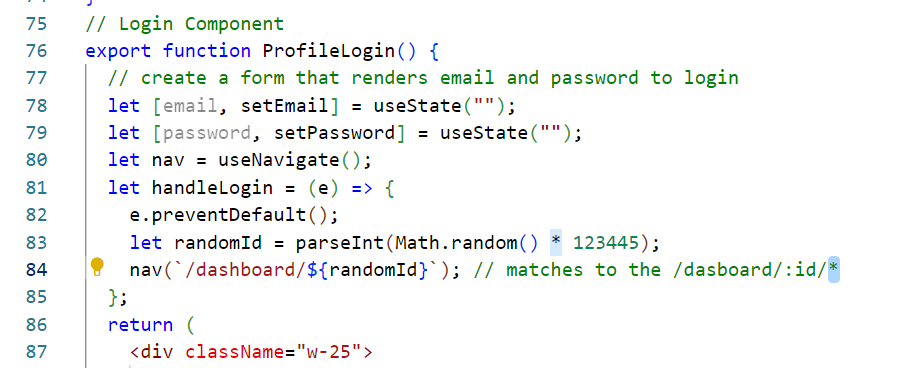 75 // Login Component
76 export function ProfileLogin() {
77 // create a form that renders email and password to login
78 let [email, setEmail] = useState("");
79 let [password, setPassword] = useState("");
80 let nav = useNavigate();
81 let handleLogin = (e) => {
82 e.preventDefault();
83 let randomId = parseInt(Math.random() * 123445);
84 nav(`/dashboard/${randomId}`); // matches to the /dasboard/:id/*
85 };
86 return (
87 <div className="w-25">